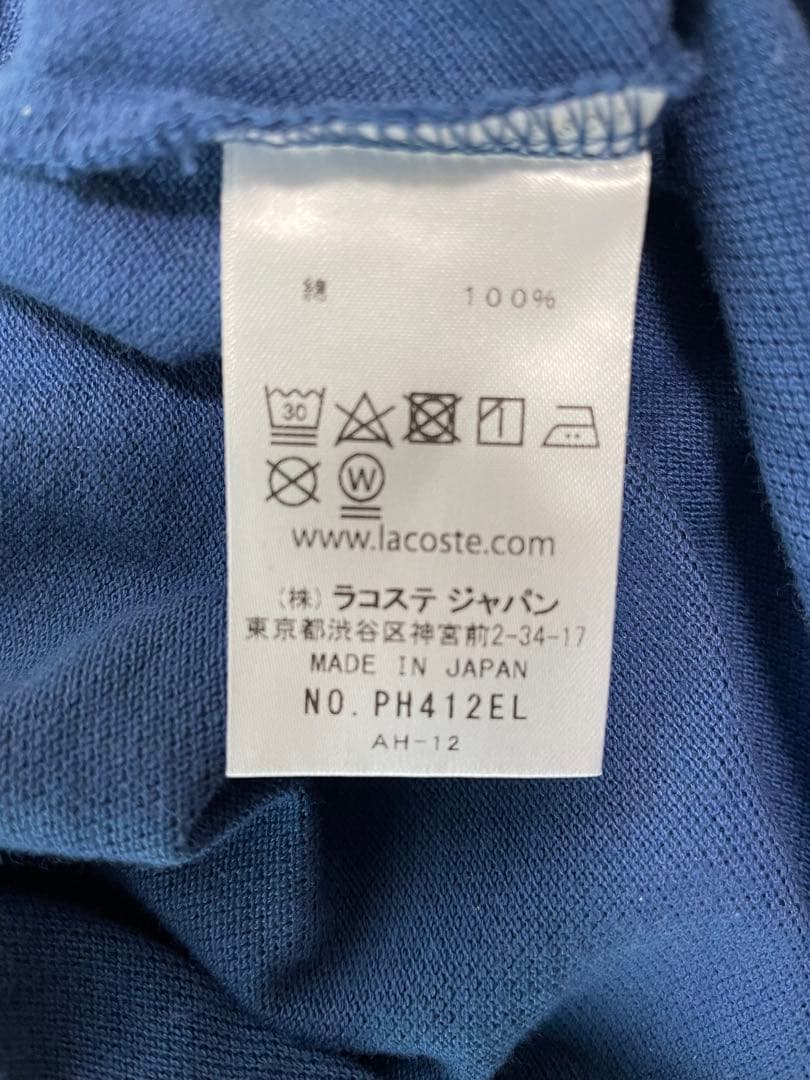 綿 100%
30
W
www.lacoste.com
(株) ラコステ ジャパン
東京都渋谷区神宮前2-34-17
MADE IN JAPAN
NO. PH412EL
AH-12